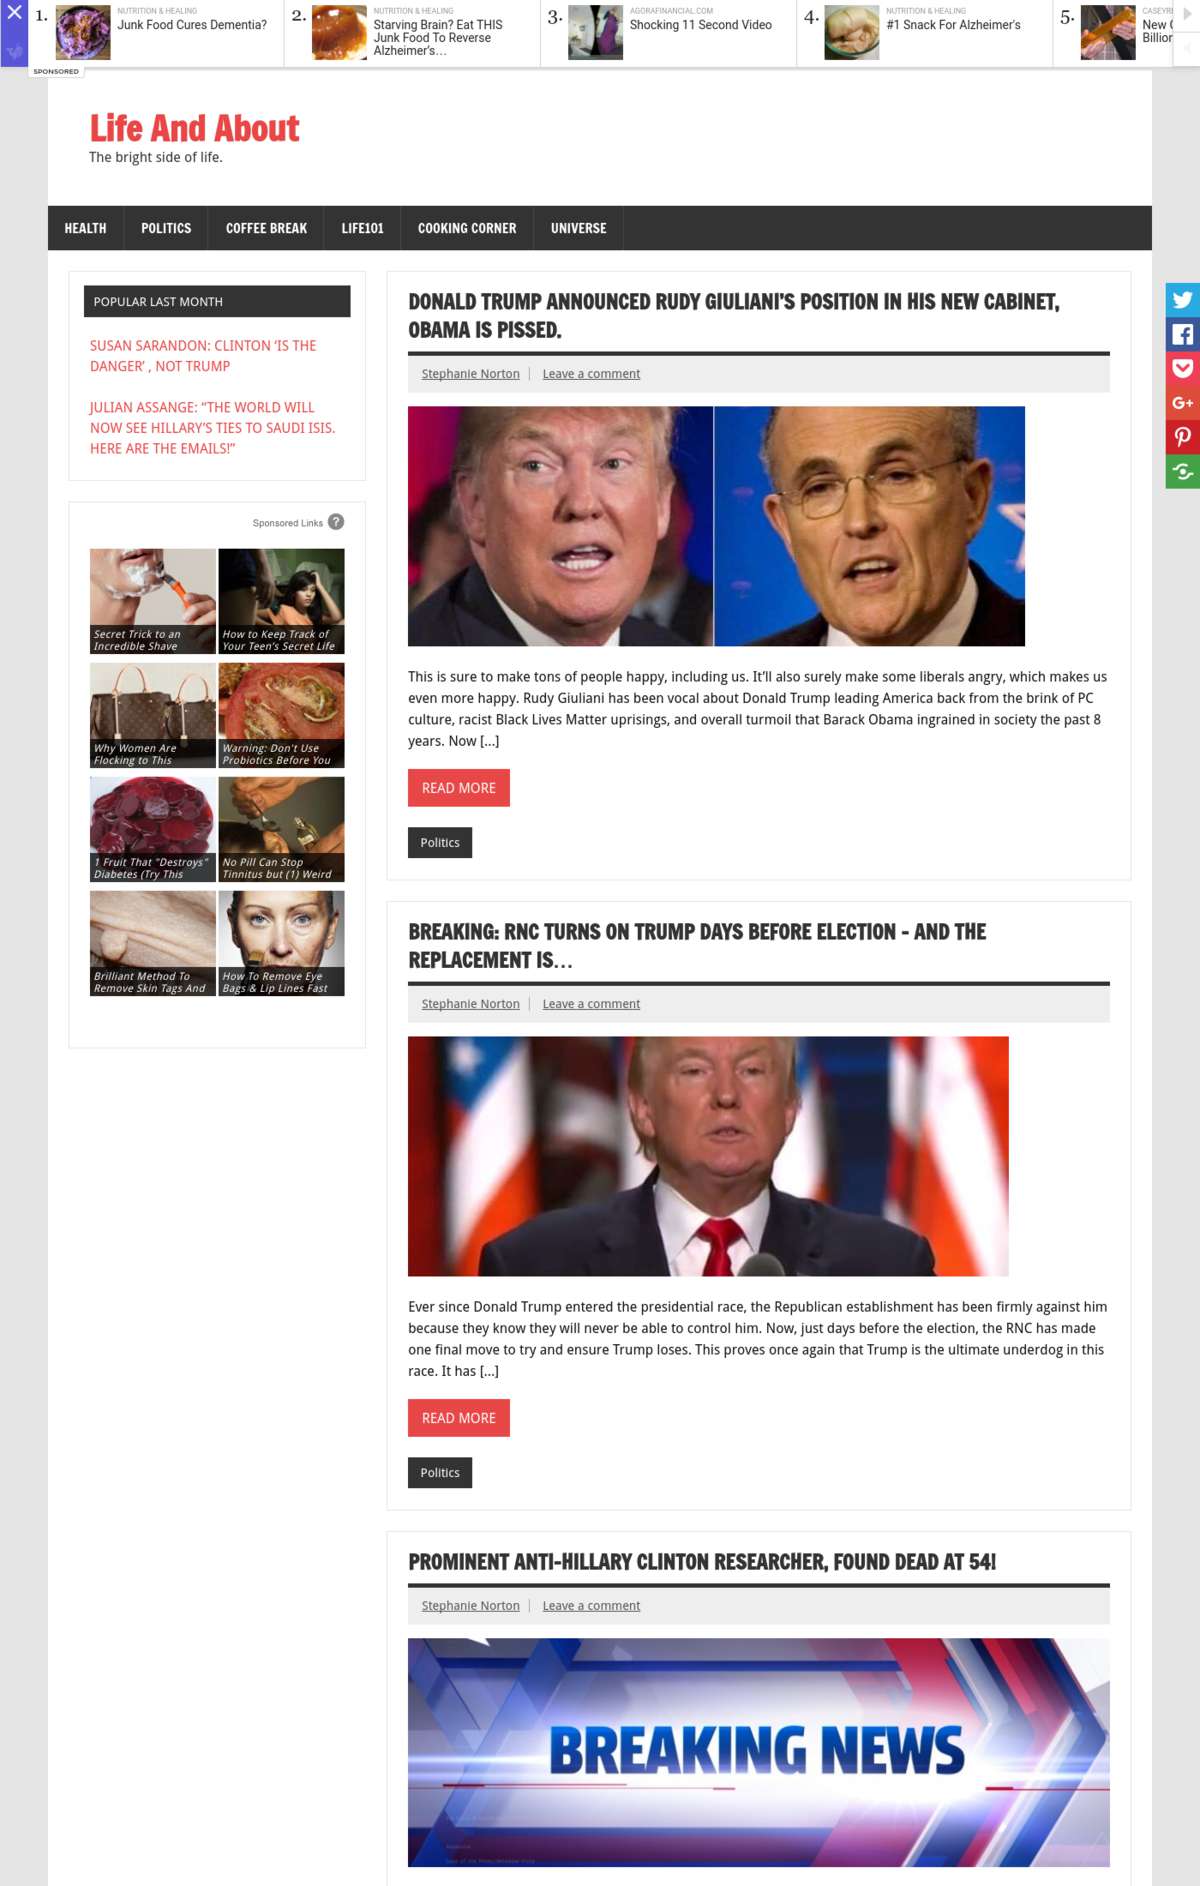 1.
NUTRITION & HEALING
Junk Food Cures Dementia?
2.
NUTRITION & HEALING
Starving Brain? Eat THIS
Junk Food To Reverse
Alzheimer's...
3.
AGORAFINANCIAL.COM
Shocking 11 Second Video
4.
NUTRITION & HEALING
#1 Snack For Alzheimer's
5.
New
Billion
SPONSORED
Life And About
The bright side of life.
HEALTH
POLITICS
COFFEE BREAK
LIFE101
COOKING CORNER
UNIVERSE
POPULAR LAST MONTH
SUSAN SARANDON: CLINTON ‘IS THE
DANGER’ , NOT TRUMP
JULIAN ASSANGE: “THE WORLD WILL
NOW SEE HILLARY’S TIES TO SAUDI ISIS.
HERE ARE THE EMAILS!”
Sponsored Links ?
Secret Trick to an
Incredible Shave
How to Keep Track of
Your Teen's Secret Life
Why Women Are
Flocking to This
Warning: Don't Use
Probiotics Before You
1 Fruit That "Destroys"
Diabetes (Try This
No Pill Can Stop
Tinnitus but (1) Weird
Brilliant Method To
Remove Skin Tags And
How To Remove Eye
Bags & Lip Lines Fast
DONALD TRUMP ANNOUNCED RUDY GIULIANI’S POSITION IN HIS NEW CABINET,
OBAMA IS PISSED.
Stephanie Norton | Leave a comment
This is sure to make tons of people happy, including us. It’ll also surely make some liberals angry, which makes us
even more happy. Rudy Giuliani has been vocal about Donald Trump leading America back from the brink of PC
culture, racist Black Lives Matter uprisings, and overall turmoil that Barack Obama ingrained in society the past 8
years. Now [...]
READ MORE
Politics
BREAKING: RNC TURNS ON TRUMP DAYS BEFORE ELECTION – AND THE
REPLACEMENT IS…
Stephanie Norton | Leave a comment
Ever since Donald Trump entered the presidential race, the Republican establishment has been firmly against him
because they know they will never be able to control him. Now, just days before the election, the RNC has made
one final move to try and ensure Trump loses. This proves once again that Trump is the ultimate underdog in this
race. It has [...]
READ MORE
Politics
PROMINENT ANTI-HILLARY CLINTON RESEARCHER, FOUND DEAD AT 54!
Stephanie Norton | Leave a comment
BREAKING NEWS